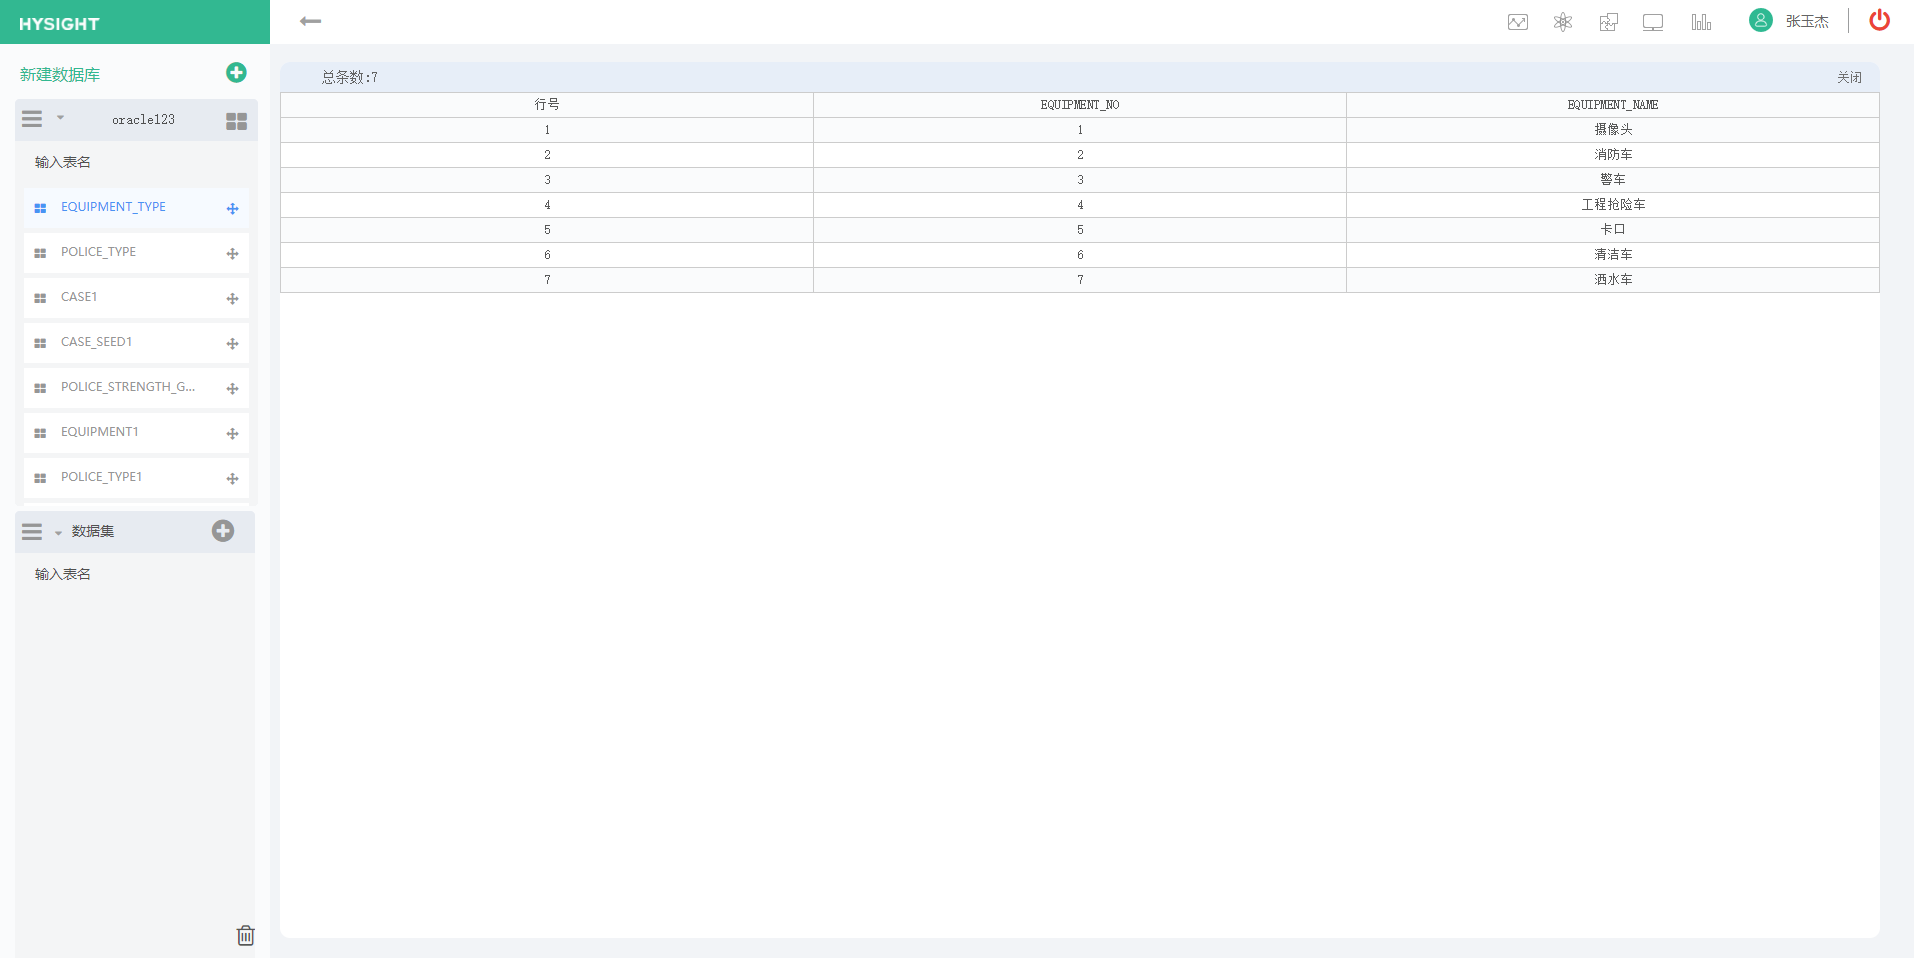 HYSIGHT
张玉杰
新建数据库
oracle123
输入表名
EQUIPMENT_TYPE
POLICE_TYPE
CASE1
CASE_SEED1
POLICE_STRENGTH_G...
EQUIPMENT1
POLICE_TYPE1
数据集
输入表名
总条数:7 关闭
行号 EQUIPMENT_NO EQUIPMENT_NAME
1 1 摄像头
2 2 消防车
3 3 警车
4 4 工程抢险车
5 5 卡口
6 6 清洁车
7 7 洒水车